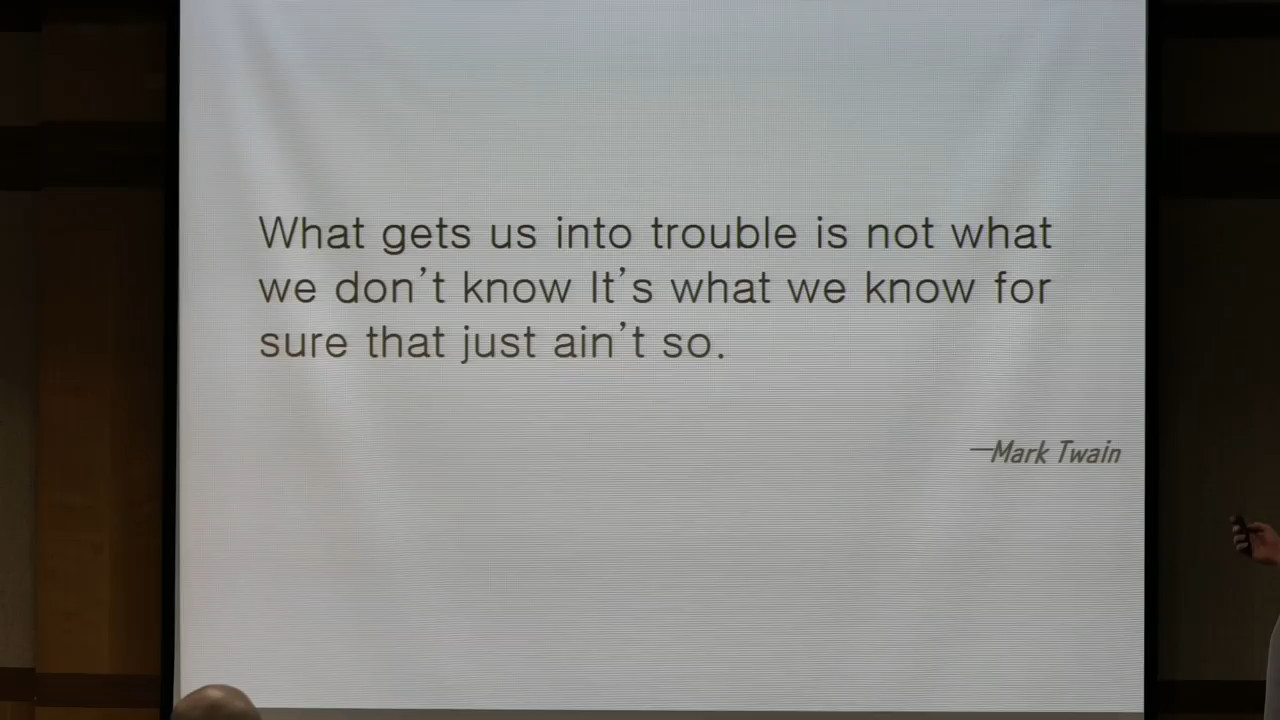 What gets us into trouble is not what
we don't know It's what we know for
sure that just ain't so.
—Mark Twain